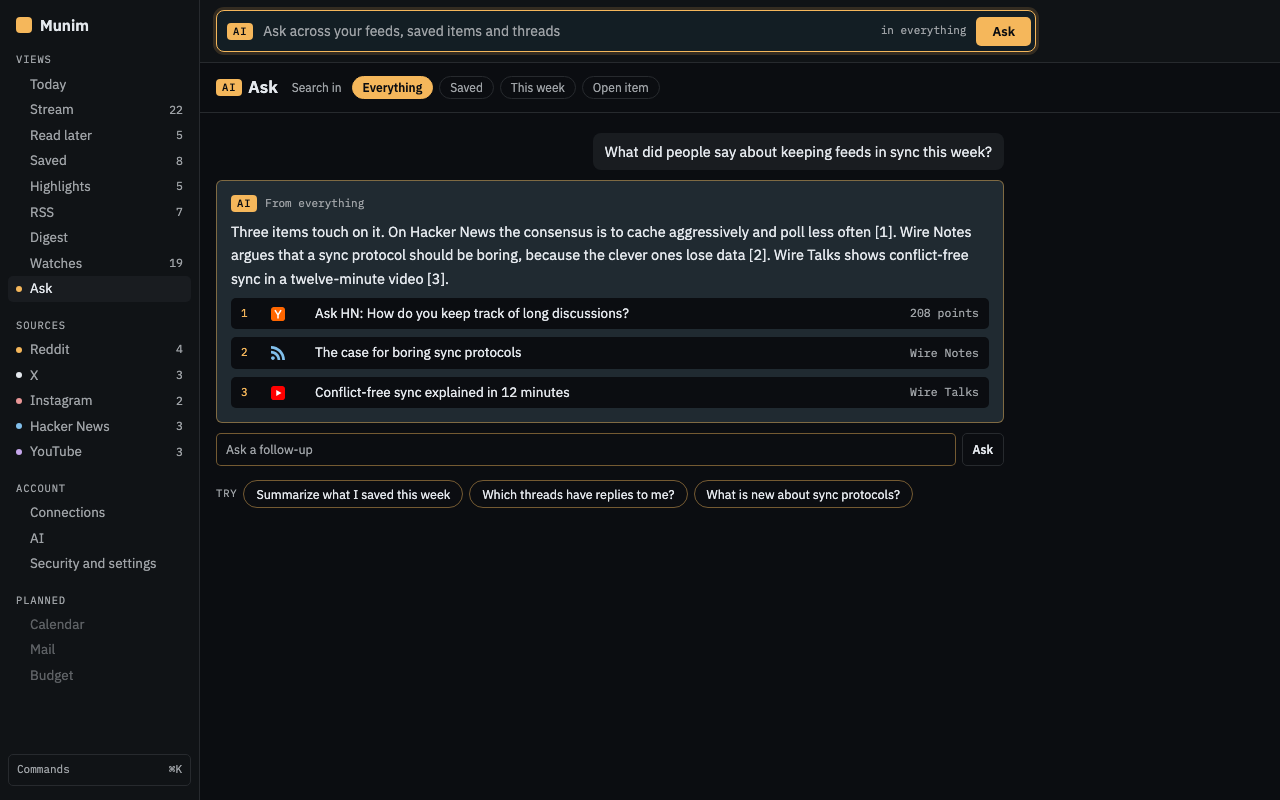 Munim
VIEWS
Today
Stream 22
Read later 5
Saved 8
Highlights 5
RSS 7
Digest
Watches 19
Ask
SOURCES
Reddit 4
X 3
Instagram 2
Hacker News 3
YouTube 3
ACCOUNT
Connections
AI
Security and settings
PLANNED
Calendar
Mail
Budget
Commands ⌘K
AI Ask across your feeds, saved items and threads in everything Ask
AI Ask Search in Everything Saved This week Open item
What did people say about keeping feeds in sync this week?
AI From everything
Three items touch on it. On Hacker News the consensus is to cache aggressively and poll less often [1]. Wire Notes
argues that a sync protocol should be boring, because the clever ones lose data [2]. Wire Talks shows conflict-free
sync in a twelve-minute video [3].
1 Y Ask HN: How do you keep track of long discussions? 208 points
2 The case for boring sync protocols Wire Notes
3 Conflict-free sync explained in 12 minutes Wire Talks
Ask a follow-up Ask
TRY Summarize what I saved this week Which threads have replies to me? What is new about sync protocols?